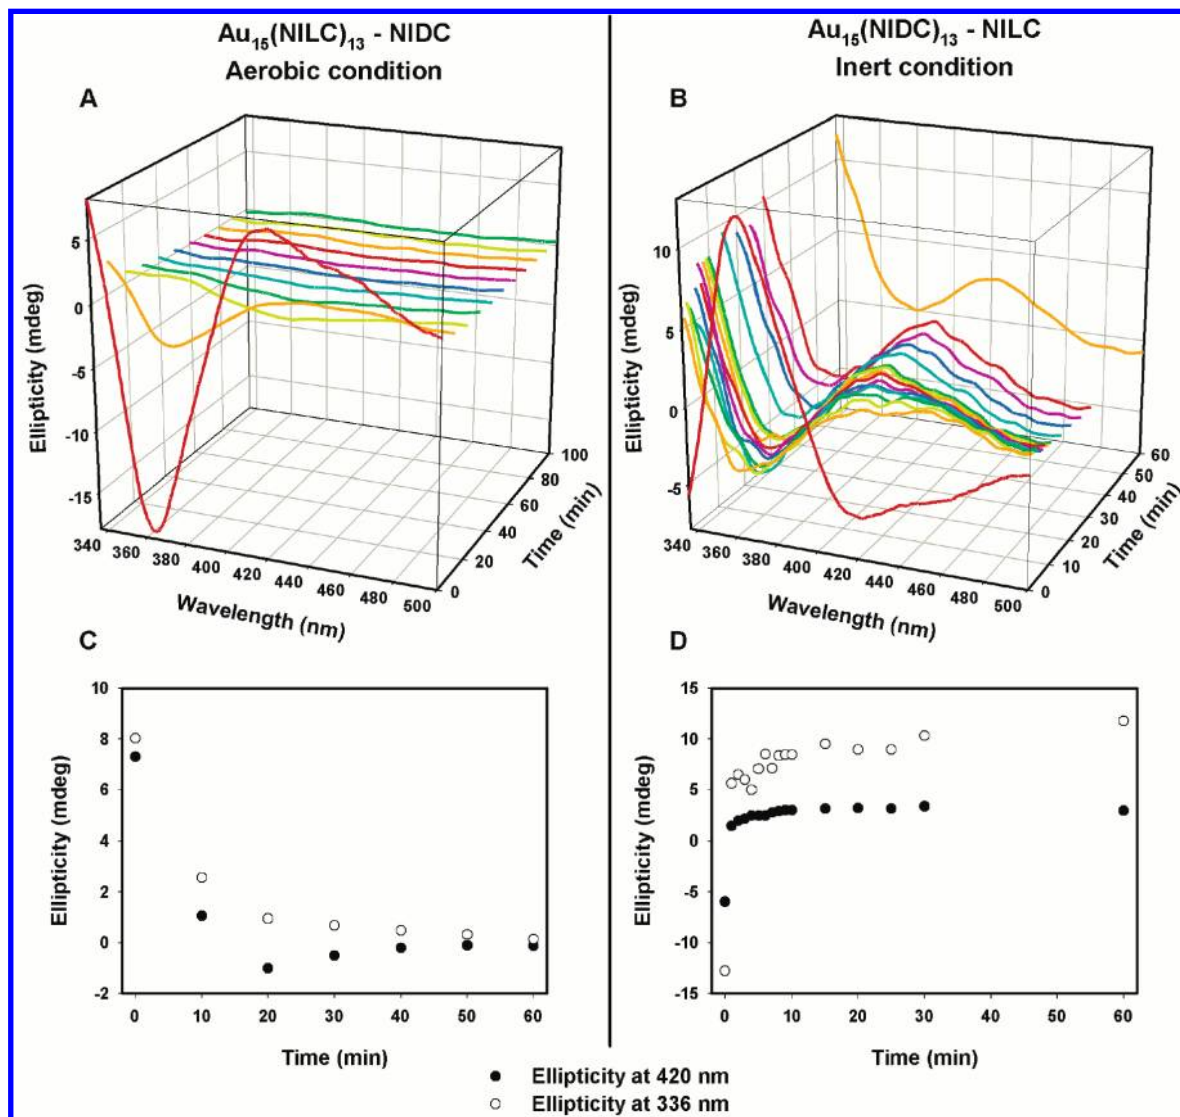 Au15(NILC)13 - NIDC
Aerobic condition
Au15(NIDC)13 - NILC
Inert condition
A
B
Ellipticity (mdeg)
5
0
-5
-10
-15
340
360
380
400
420
440
460
480
500
Wavelength (nm)
0
20
40
60
80
100
Time (min)
Ellipticity (mdeg)
10
5
0
-5
340
360
380
400
420
440
460
480
500
Wavelength (nm)
0
10
20
30
40
50
60
Time (min)
C
D
Ellipticity (mdeg)
10
8
6
4
2
0
-2
0 10 20 30 40 50 60
Time (min)
Ellipticity (mdeg)
15
10
5
0
-5
-10
-15
0 10 20 30 40 50 60
Time (min)
Ellipticity at 420 nm
Ellipticity at 336 nm